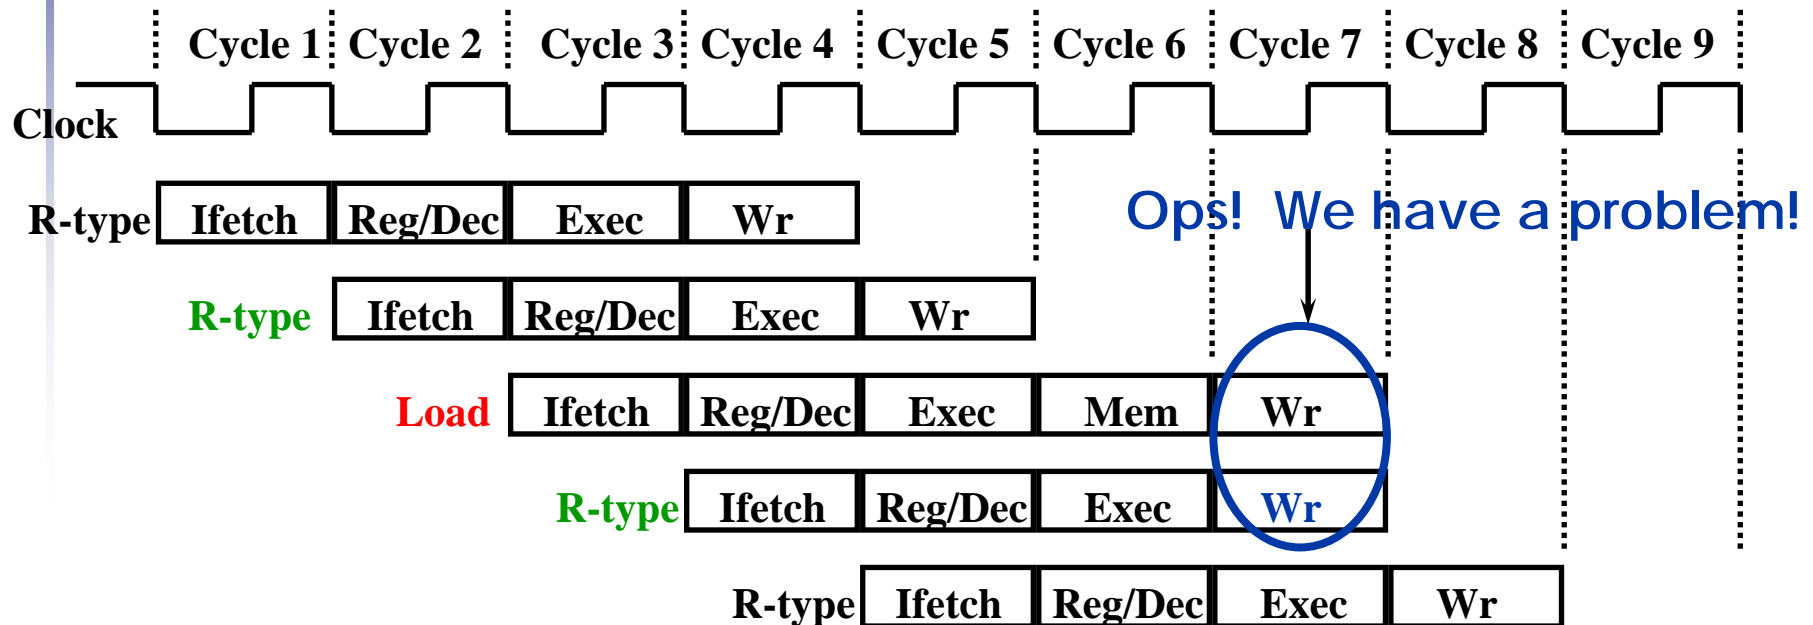 Cycle 1 Cycle 2 Cycle 3 Cycle 4 Cycle 5 Cycle 6 Cycle 7 Cycle 8 Cycle 9
Clock
R-type Ifetch Reg/Dec Exec Wr Ops! We have a problem!
R-type Ifetch Reg/Dec Exec Wr
Load Ifetch Reg/Dec Exec Mem Wr
R-type Ifetch Reg/Dec Exec Wr
R-type Ifetch Reg/Dec Exec Wr